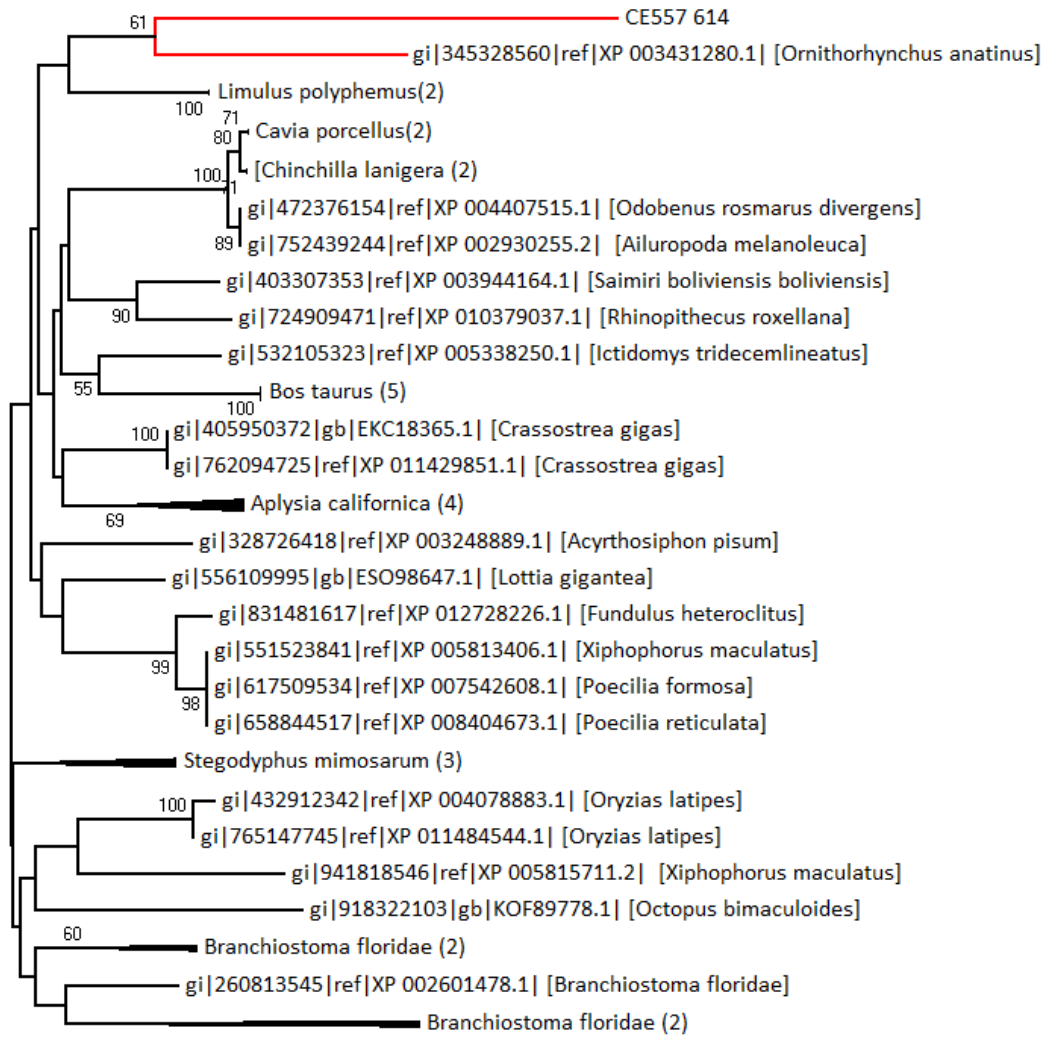 61
CE557 614
gi|345328560|ref|XP 003431280.1| [Ornithorhynchus anatinus]
Limulus polyphemus(2)
100
71
80
Cavia porcellus(2)
[Chinchilla lanigera (2)
100
gi|472376154|ref|XP 004407515.1| [Odobenus rosmarus divergens]
89
gi|752439244|ref|XP 002930255.2| [Ailuropoda melanoleuca]
gi|403307353|ref|XP 003944164.1| [Saimiri boliviensis boliviensis]
90
gi|724909471|ref|XP 010379037.1| [Rhinopithecus roxellana]
gi|532105323|ref|XP 005338250.1| [Ictidomys tridecemlineatus]
55
Bos taurus (5)
100
100
gi|405950372|gb|EKC18365.1| [Crassostrea gigas]
gi|762094725|ref|XP 011429851.1| [Crassostrea gigas]
Aplysia californica (4)
69
gi|328726418|ref|XP 003248889.1| [Acyrthosiphon pisum]
gi|556109995|gb|ESO98647.1| [Lottia gigantea]
gi|831481617|ref|XP 012728226.1| [Fundulus heteroclitus]
gi|551523841|ref|XP 005813406.1| [Xiphophorus maculatus]
99
gi|617509534|ref|XP 007542608.1| [Poecilia formosa]
98
gi|658844517|ref|XP 008404673.1| [Poecilia reticulata]
Stegodyphus mimosarum (3)
100
gi|432912342|ref|XP 004078883.1| [Oryzias latipes]
gi|765147745|ref|XP 011484544.1| [Oryzias latipes]
gi|941818546|ref|XP 005815711.2| [Xiphophorus maculatus]
gi|918322103|gb|KOF89778.1| [Octopus bimaculoides]
60
Branchiostoma floridae (2)
gi|260813545|ref|XP 002601478.1| [Branchiostoma floridae]
Branchiostoma floridae (2)